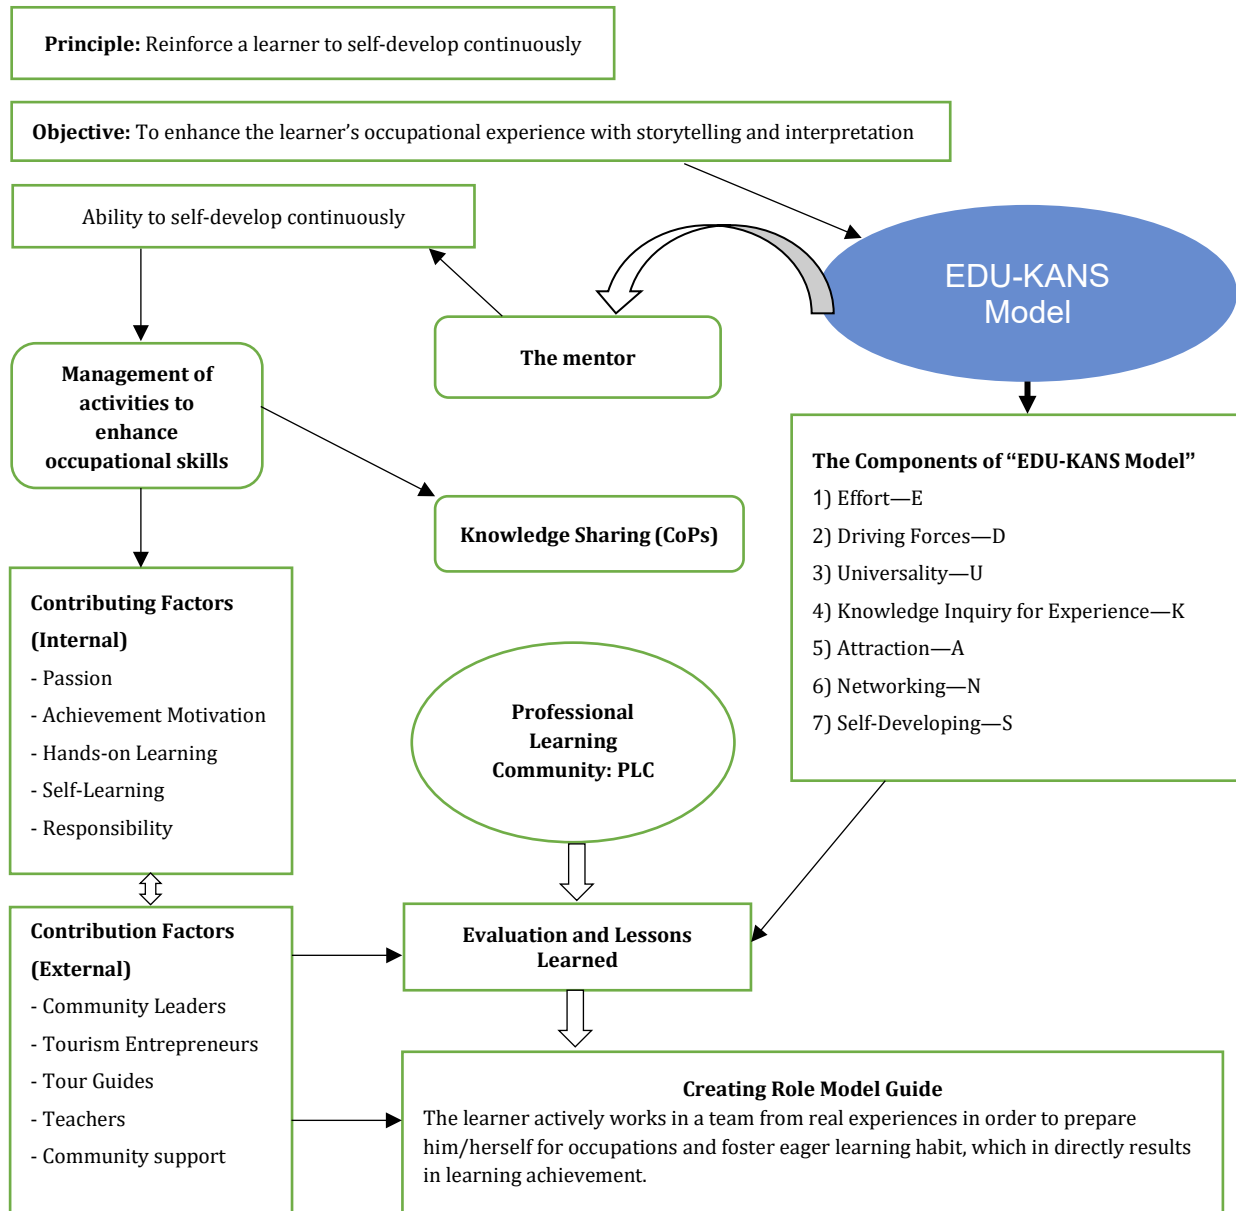 Principle: Reinforce a learner to self-develop continuously
Objective: To enhance the learner’s occupational experience with storytelling and interpretation
Ability to self-develop continuously
EDU-KANS
Model
The mentor
Management of
activities to
enhance
occupational skills
The Components of “EDU-KANS Model”
1) Effort—E
2) Driving Forces—D
3) Universality—U
4) Knowledge Inquiry for Experience—K
5) Attraction—A
6) Networking—N
7) Self-Developing—S
Knowledge Sharing (CoPs)
Contributing Factors
(Internal)
- Passion
- Achievement Motivation
- Hands-on Learning
- Self-Learning
- Responsibility
Professional
Learning
Community: PLC
Contribution Factors
(External)
- Community Leaders
- Tourism Entrepreneurs
- Tour Guides
- Teachers
- Community support
Evaluation and Lessons
Learned
Creating Role Model Guide
The learner actively works in a team from real experiences in order to prepare
him/herself for occupations and foster eager learning habit, which in directly results
in learning achievement.